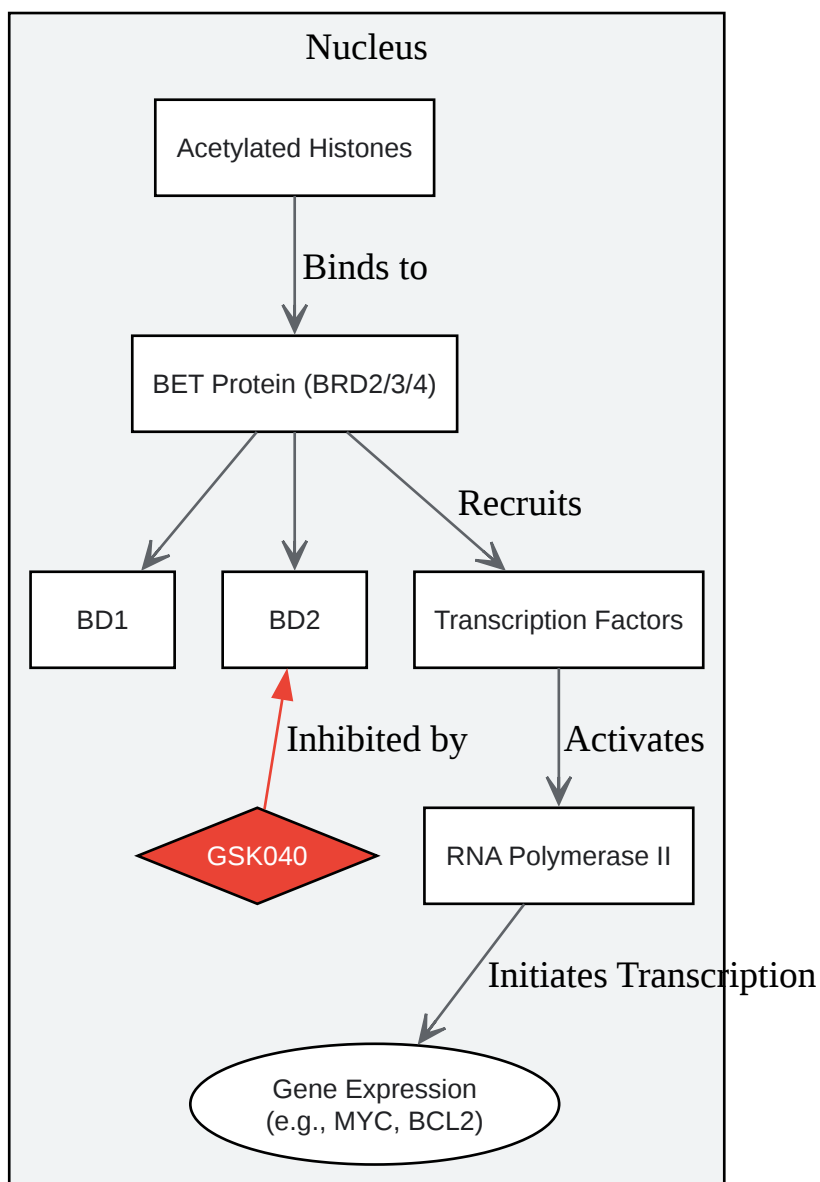 Nucleus
Acetylated Histones
Binds to
BET Protein (BRD2/3/4)
Recruits
BD1
BD2
Transcription Factors
Inhibited by
Activates
GSK040
RNA Polymerase II
Initiates Transcription
Gene Expression
(e.g., MYC, BCL2)